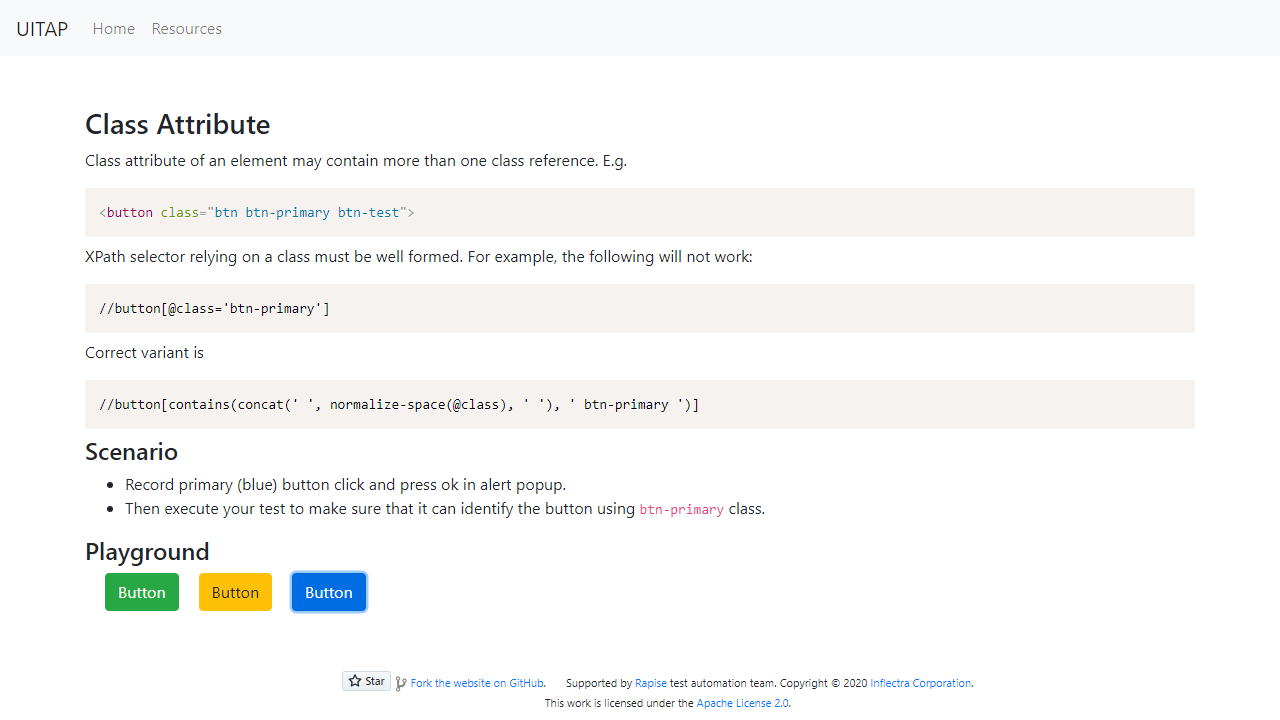 UITAP Home Resources
Class Attribute
Class attribute of an element may contain more than one class reference. E.g.
<button class="btn btn-primary btn-test">
XPath selector relying on a class must be well formed. For example, the following will not work:
//button[@class='btn-primary']
Correct variant is
//button[contains(concat(' ', normalize-space(@class), ' '), ' btn-primary ')]
Scenario
Record primary (blue) button click and press ok in alert popup.
Then execute your test to make sure that it can identify the button using btn-primary class.
Playground
Button Button Button
Star Fork the website on GitHub. Supported by Rapise test automation team. Copyright © 2020 Inflectra Corporation.
This work is licensed under the Apache License 2.0.